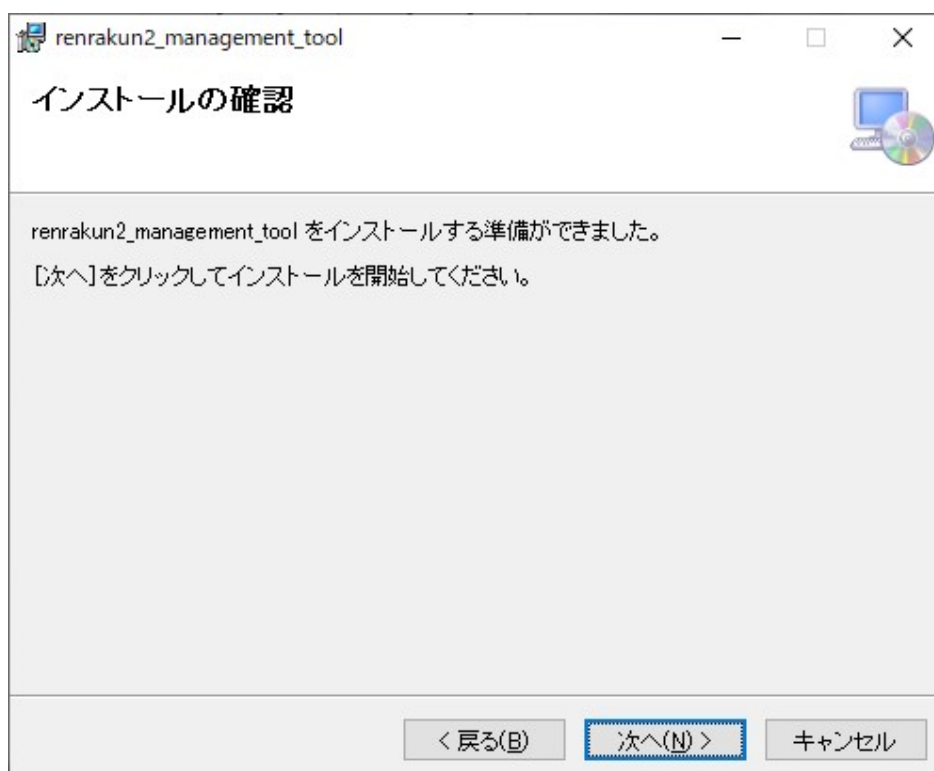 renrakun2_management_tool
インストールの確認
renrakun2_management_tool をインストールする準備ができました。
[次へ]をクリックしてインストールを開始してください。
< 戻る(B)
次へ(N) >
キャンセル